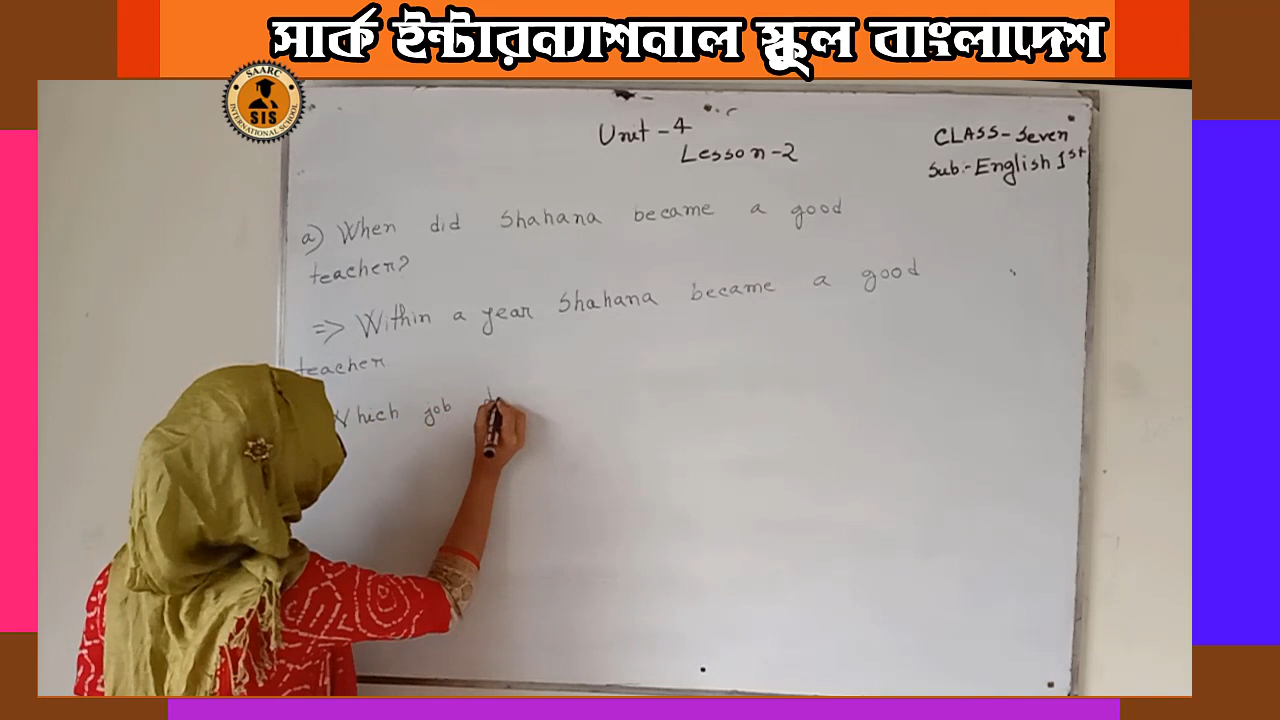 সার্ক ইন্টারন্যাশনাল স্কুল বাংলাদেশ
SAARC
SIS
INTERNATIONAL SCHOOL
Unit-4
Lesson-2
CLASS-Seven
Sub:-English 1st
a) When did Shahana became a good
teacher?
=> Within a year Shahana became a good
teacher
Which job